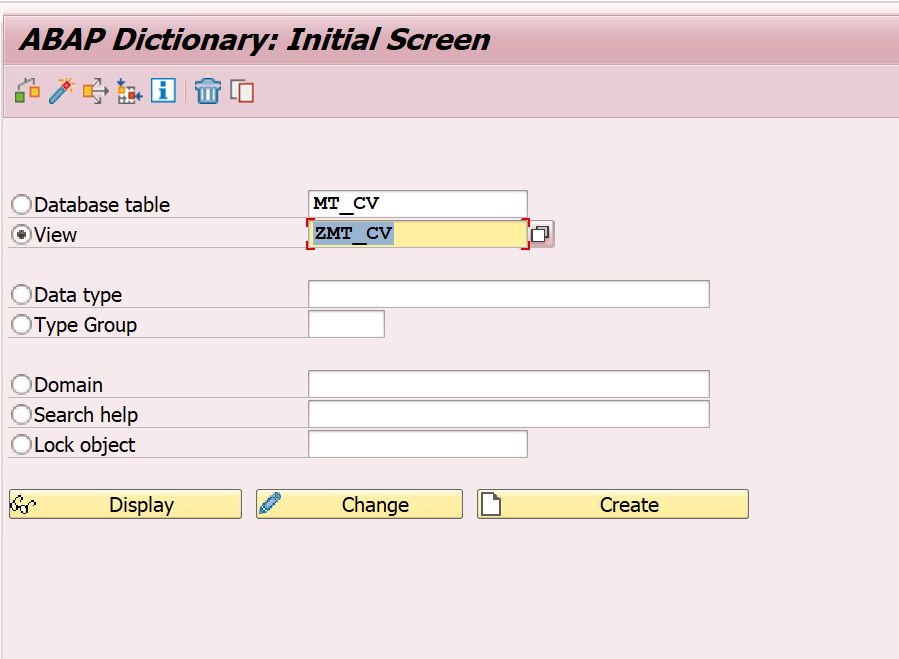 ABAP Dictionary: Initial Screen
Database table MT_CV
View ZMT_CV
Data type
Type Group
Domain
Search help
Lock object
Display Change Create